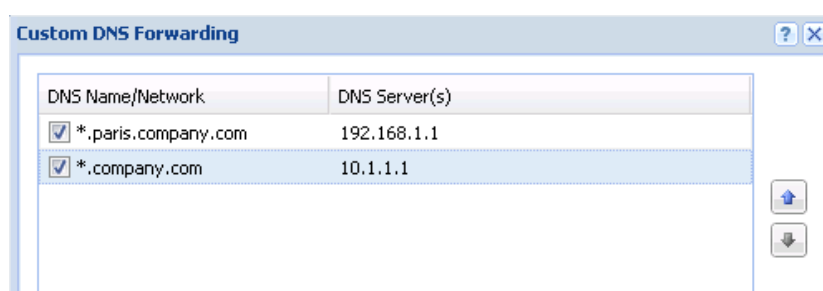 Custom DNS Forwarding
?
DNS Name/Network DNS Server(s)
*.paris.company.com 192.168.1.1
*.company.com 10.1.1.1